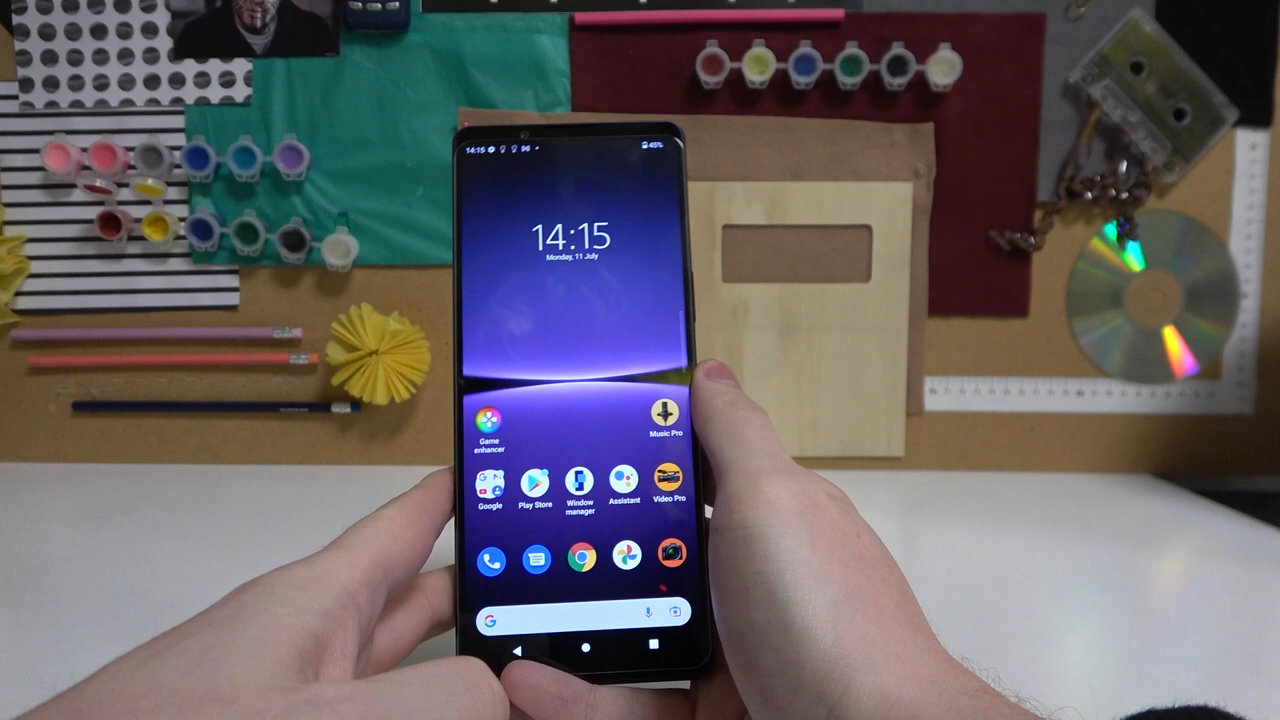 14:15 96 45%
14:15
Monday, 11 July
Game
enhancer
Music Pro
Google
Play Store
Window
manager
Assistant
Video Pro